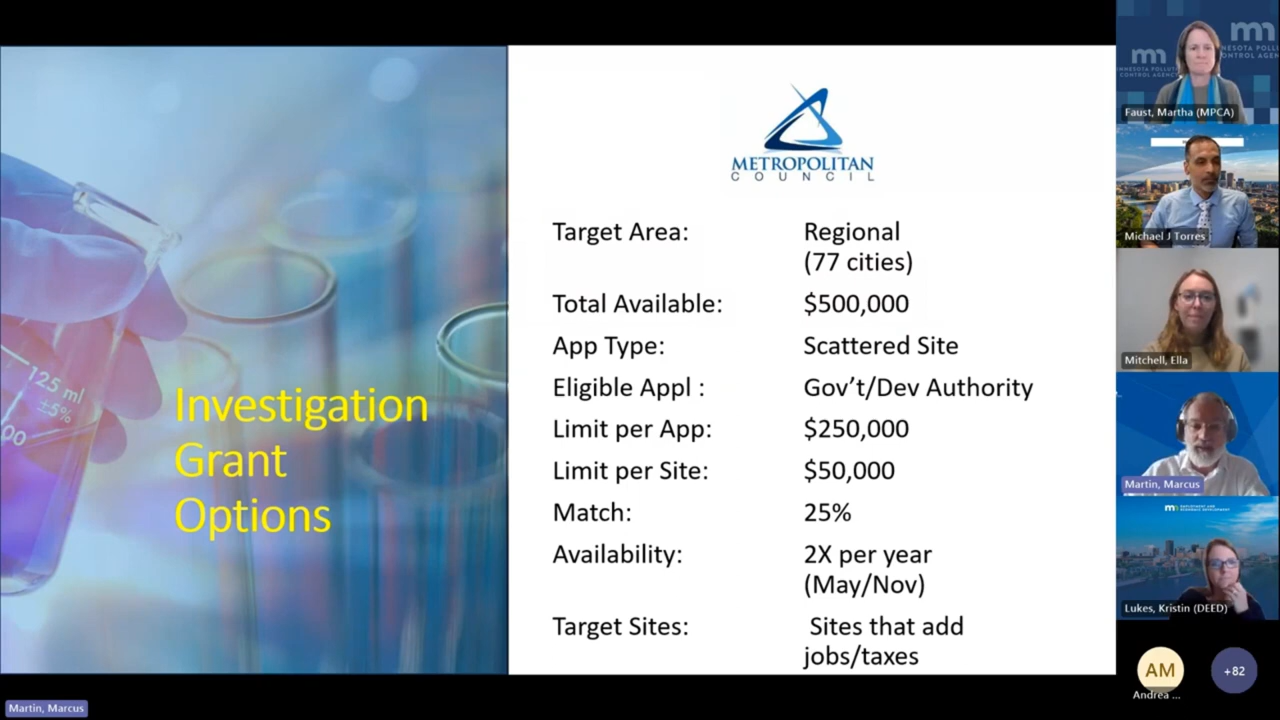 125 ml
±5%
00
Investigation
Grant
Options
METROPOLITAN
COUNCIL
Target Area: Regional
(77 cities)
Total Available: $500,000
App Type: Scattered Site
Eligible Appl : Gov't/Dev Authority
Limit per App: $250,000
Limit per Site: $50,000
Match: 25%
Availability: 2X per year
(May/Nov)
Target Sites: Sites that add
jobs/taxes
Faust, Martha (MPCA)
Michael J Torres
Mitchell, Ella
Martin, Marcus
Lukes, Kristin (DEED)
AM
Andrea ...
+82
Martin, Marcus